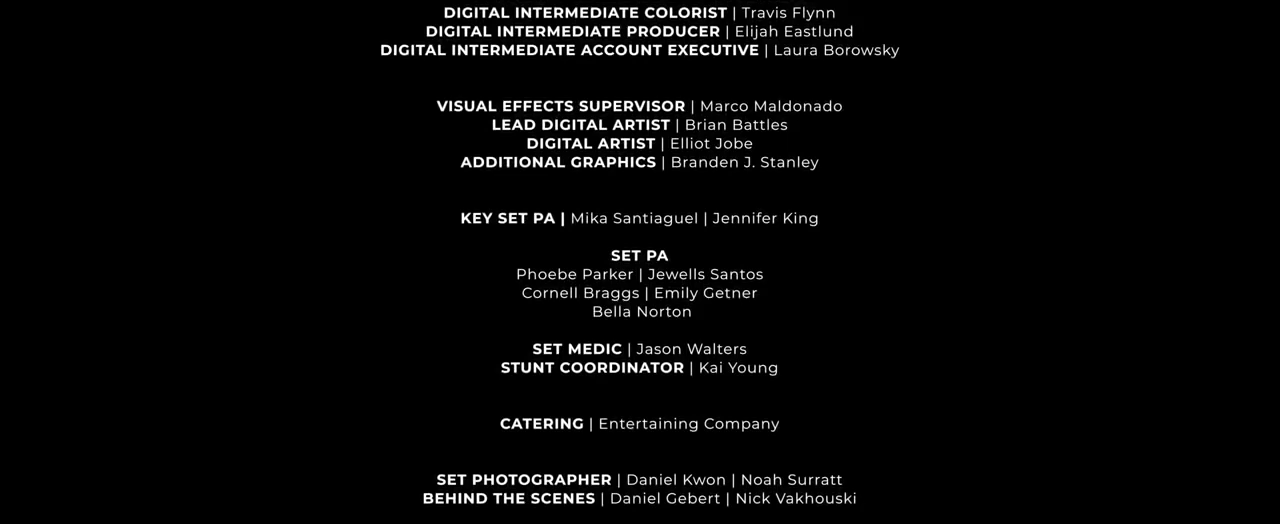 DIGITAL INTERMEDIATE COLORIST | Travis Flynn
DIGITAL INTERMEDIATE PRODUCER | Elijah Eastlund
DIGITAL INTERMEDIATE ACCOUNT EXECUTIVE | Laura Borowsky
VISUAL EFFECTS SUPERVISOR | Marco Maldonado
LEAD DIGITAL ARTIST | Brian Battles
DIGITAL ARTIST | Elliot Jobe
ADDITIONAL GRAPHICS | Branden J. Stanley
KEY SET PA | Mika Santiaguel | Jennifer King
SET PA
Phoebe Parker | Jewells Santos
Cornell Braggs | Emily Getner
Bella Norton
SET MEDIC | Jason Walters
STUNT COORDINATOR | Kai Young
CATERING | Entertaining Company
SET PHOTOGRAPHER | Daniel Kwon | Noah Surratt
BEHIND THE SCENES | Daniel Gebert | Nick Vakhouski